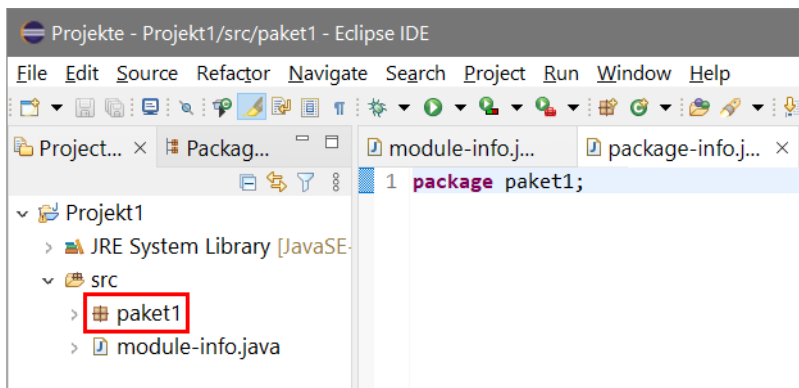 Projekte - Projekt1/src/paket1 - Eclipse IDE
File Edit Source Refactor Navigate Search Project Run Window Help
Project... Packag... module-info.j... package-info.j...
1 package paket1;
Projekt1
JRE System Library [JavaSE-
src
paket1
module-info.java